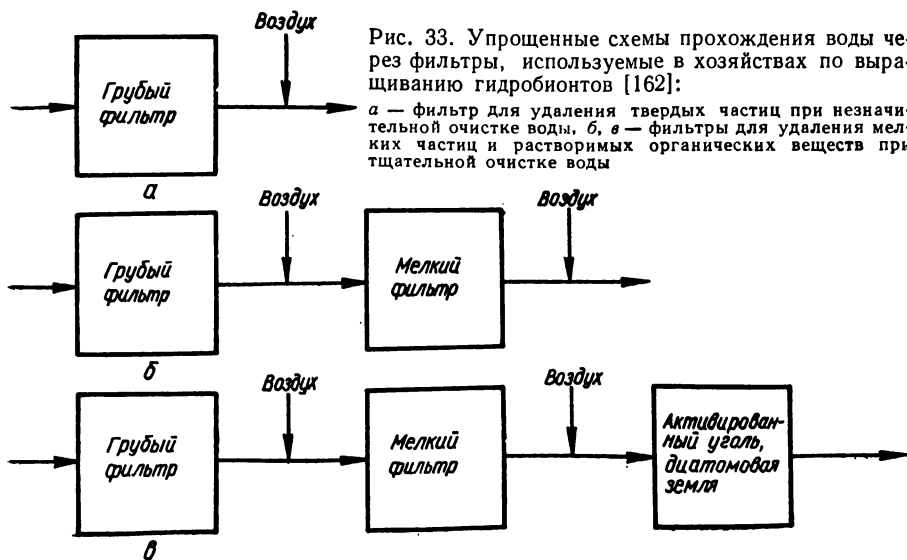 Воздух
Рис. 33. Упрощенные схемы прохождения воды че-
рез фильтры, используемые в хозяйствах по выра-
щиванию гидробионтов [162]:
а — фильтр для удаления твердых частиц при незначи-
тельной очистке воды, б, в — фильтры для удаления мел-
ких частиц и растворимых органических веществ при
тщательной очистке воды
Грубый
фильтр
а
Воздух
Воздух
Грубый
фильтр
Мелкий
фильтр
б
Воздух
Воздух
Грубый
фильтр
Мелкий
фильтр
Активирован-
ный уголь,
диатомовая
земля
в